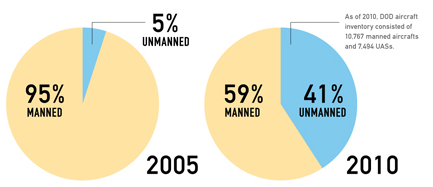 5%
UNMANNED
95%
MANNED
2005
As of 2010, DOD aircraft
inventory consisted of
10,767 manned aircrafts
and 7,494 UASs.
59%
MANNED
41%
UNMANNED
2010